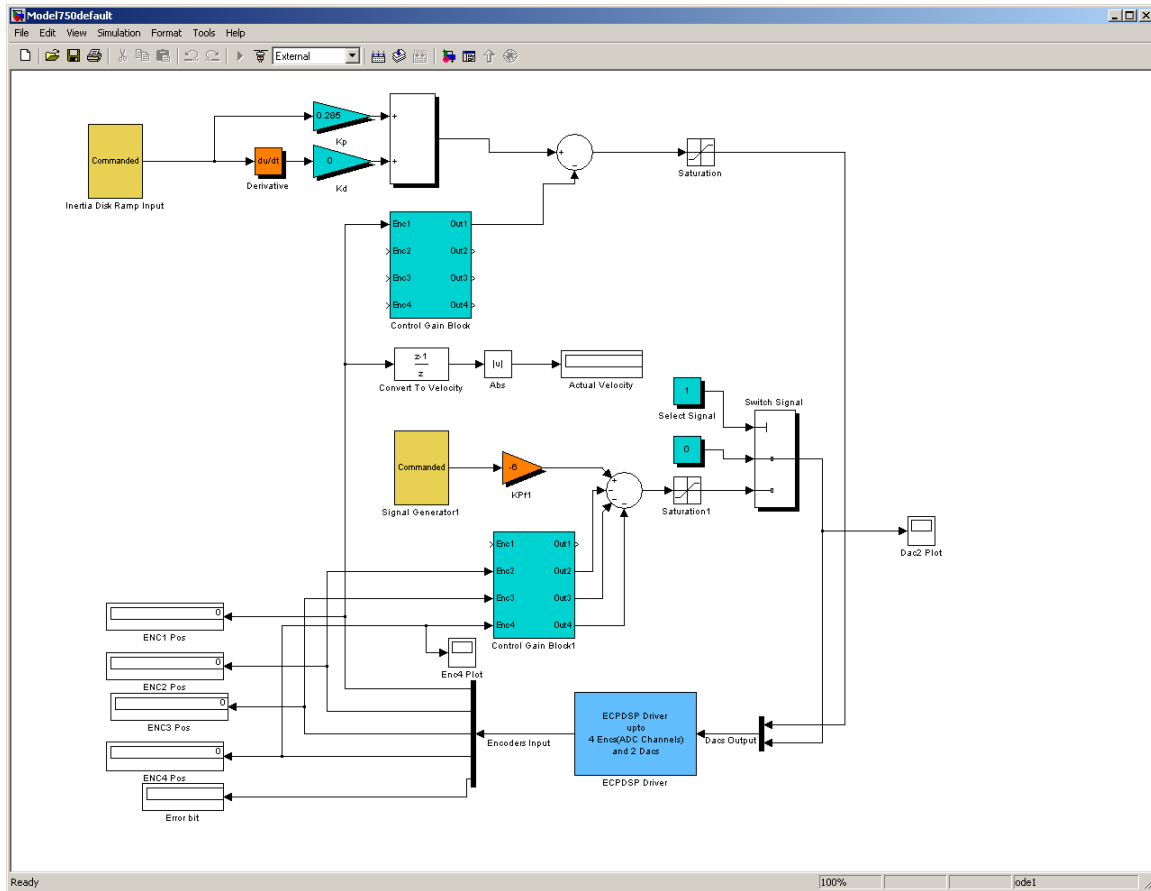 Model750default
File Edit View Simulation Format Tools Help
External
Commanded
Inertia Disk Ramp Input
0.285
Kp
du/dt
Derivative
0
Kd
+
+
+
-
Saturation
Enc1 Out1
Enc2 Out2
Enc3 Out3
Enc4 Out4
Control Gain Block
z-1
z
Convert To Velocity
|u|
Abs
Actual Velocity
1
Select Signal
Switch Signal
0
Commanded
Signal Generator1
-6
KPf1
+
-
-
-
Saturation1
Dac2 Plot
Enc1 Out1
Enc2 Out2
Enc3 Out3
Enc4 Out4
Control Gain Block1
0
ENC1 Pos
Enc4 Plot
0
ENC2 Pos
0
ENC3 Pos
0
ENC4 Pos
Error bit
Encoders Input
ECPDSP Driver
upto
4 Encs(ADC Channels)
and 2 Dacs
ECPDSP Driver
Dacs Output
Ready 100% ode1